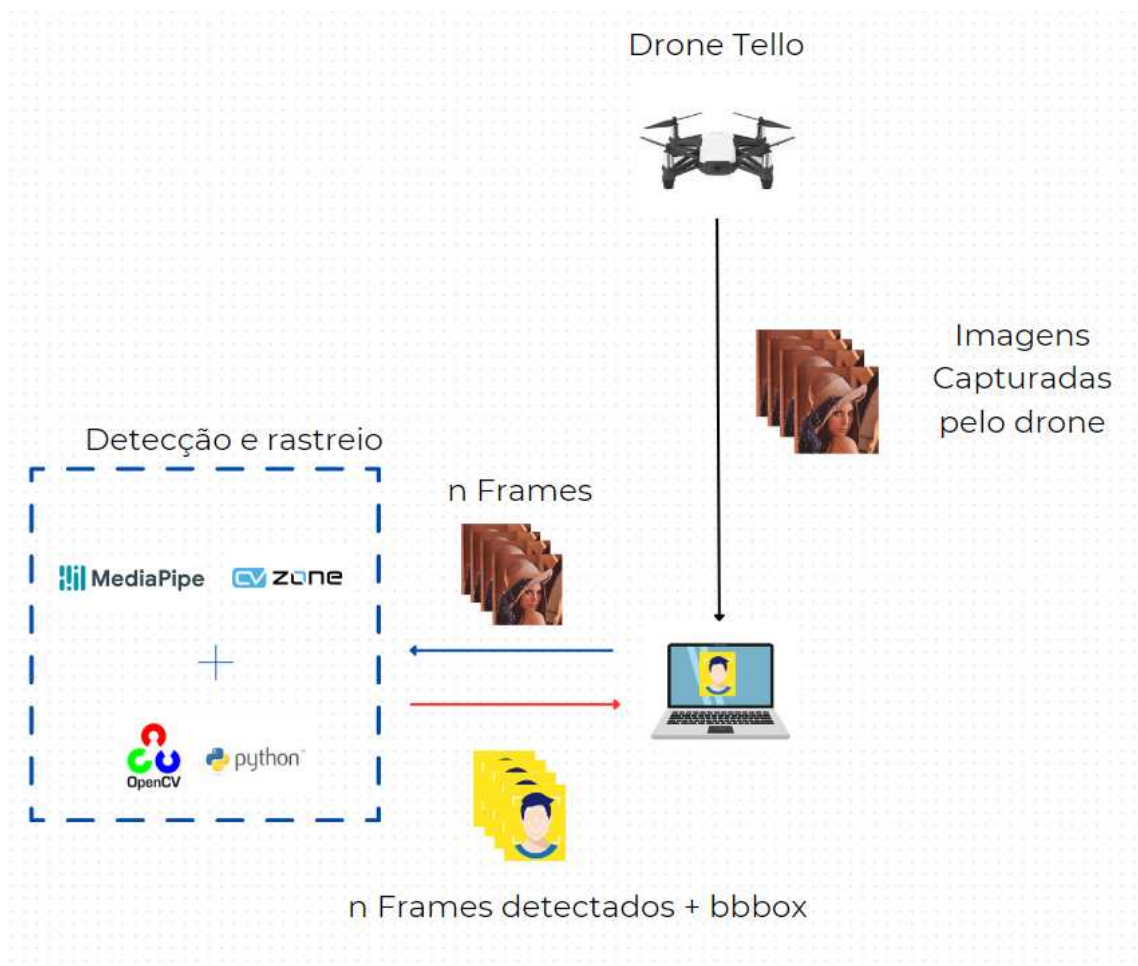 Drone Tello
Imagens
Capturadas
pelo drone
Detecção e rastreio
n Frames
MediaPipe
CV zone
OpenCV
python
n Frames detectados + bbbox